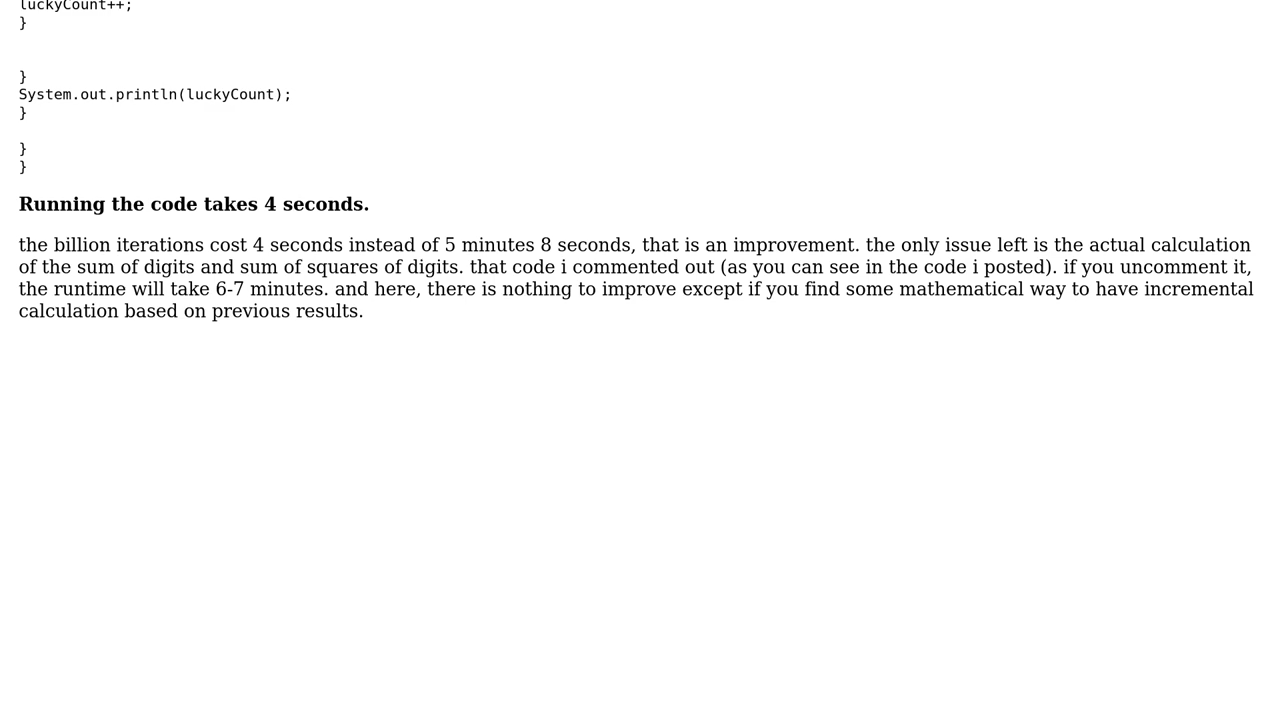 luckyCount++;
}
}
System.out.println(luckyCount);
}
}
}
Running the code takes 4 seconds.
the billion iterations cost 4 seconds instead of 5 minutes 8 seconds, that is an improvement. the only issue left is the actual calculation
of the sum of digits and sum of squares of digits. that code i commented out (as you can see in the code i posted). if you uncomment it,
the runtime will take 6-7 minutes. and here, there is nothing to improve except if you find some mathematical way to have incremental
calculation based on previous results.